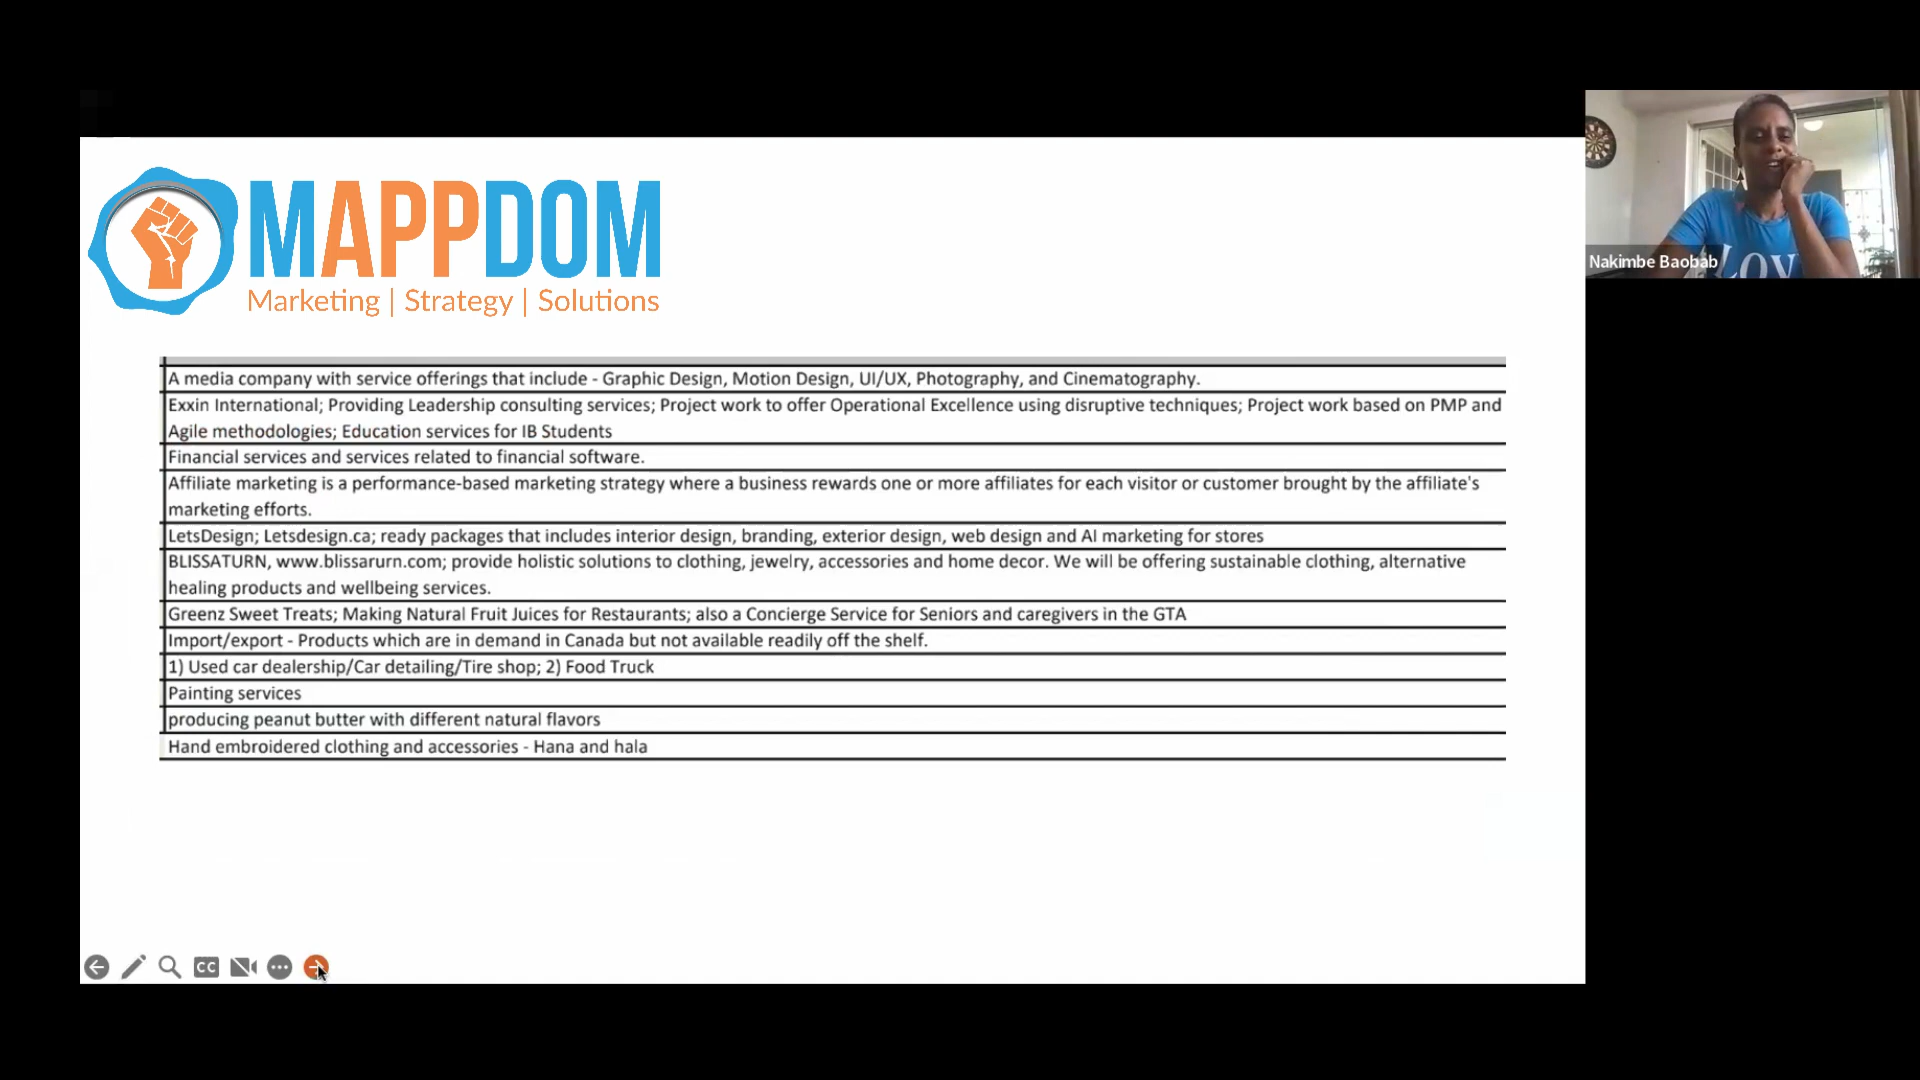 MAPPDOM
Marketing | Strategy | Solutions
A media company with service offerings that include - Graphic Design, Motion Design, UI/UX, Photography, and Cinematography.
Exxin International; Providing Leadership consulting services; Project work to offer Operational Excellence using disruptive techniques; Project work based on PMP and
Agile methodologies; Education services for IB Students
Financial services and services related to financial software.
Affiliate marketing is a performance-based marketing strategy where a business rewards one or more affiliates for each visitor or customer brought by the affiliate's
marketing efforts.
LetsDesign; Letsdesign.ca; ready packages that includes interior design, branding, exterior design, web design and AI marketing for stores
BLISSATURN, www.blissarurn.com; provide holistic solutions to clothing, jewelry, accessories and home decor. We will be offering sustainable clothing, alternative
healing products and wellbeing services.
Greenz Sweet Treats; Making Natural Fruit Juices for Restaurants; also a Concierge Service for Seniors and caregivers in the GTA
Import/export - Products which are in demand in Canada but not available readily off the shelf.
1) Used car dealership/Car detailing/Tire shop; 2) Food Truck
Painting services
producing peanut butter with different natural flavors
Hand embroidered clothing and accessories - Hana and hala
CC
Nakimbe Baobab